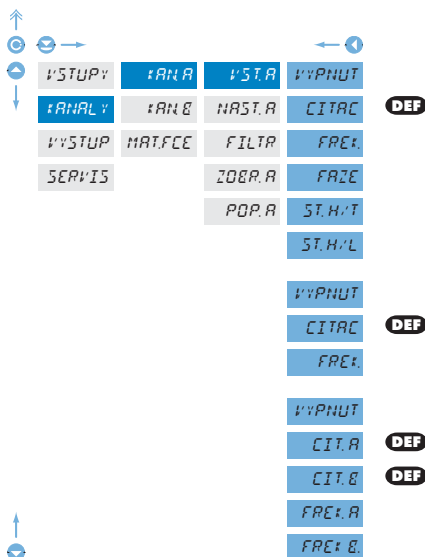 VSTUPY KAN. A VST. A VYPNUT
KANALY KAN. B NAST. A CITAC DEF
VYSTUP MAT.FCE FILTR FREK.
SERVIS ZOBR. A FAZE
POP. A ST. H/T
ST. H/L
VYPNUT
CITAC DEF
FREK.
VYPNUT
CIT. A DEF
CIT. B DEF
FREK. A
FREK B.